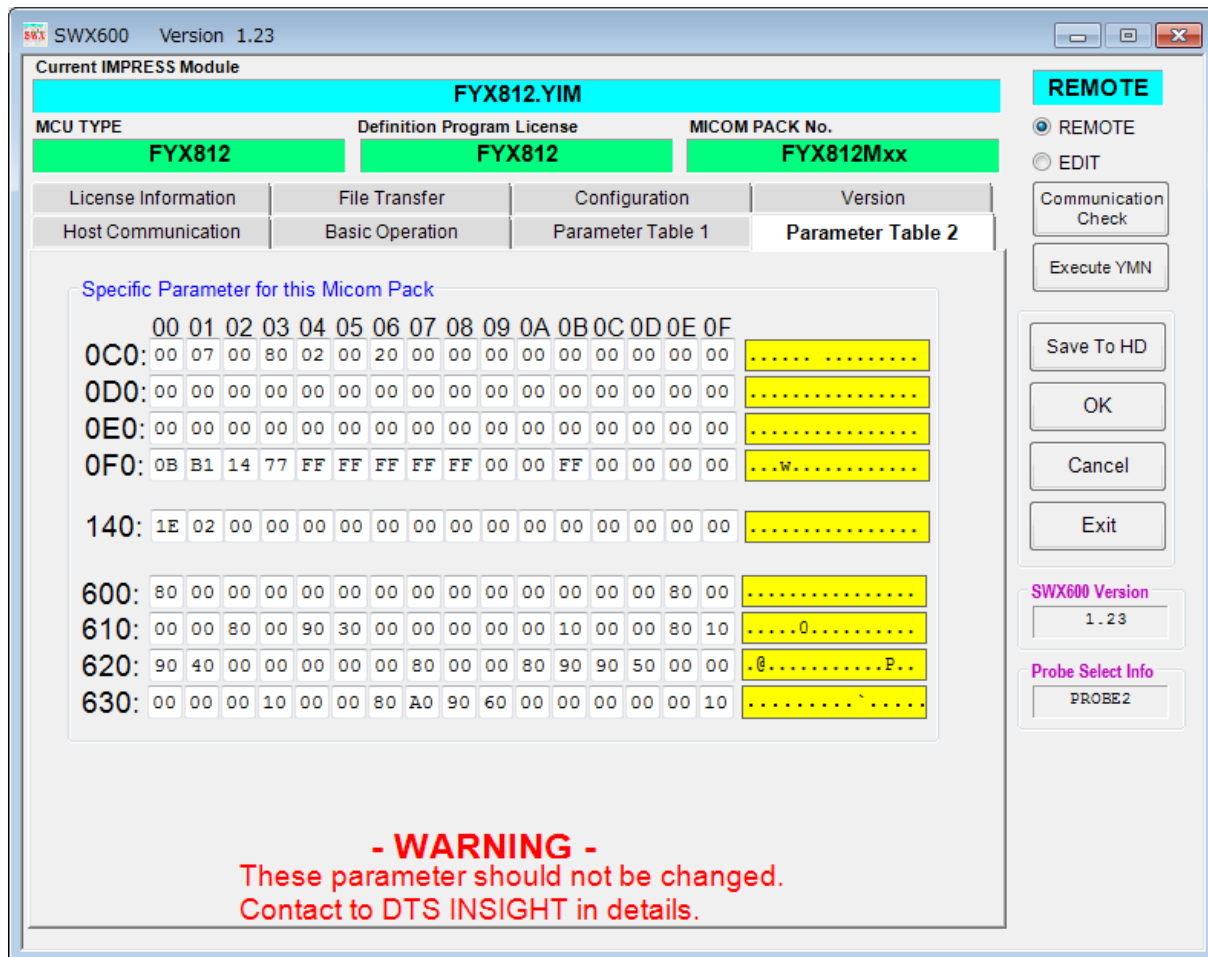 SWX SWX600 Version 1.23
Current IMPRESS Module
FYX812.YIM
MCU TYPE Definition Program License MICOM PACK No.
FYX812 FYX812 FYX812Mxx
License Information File Transfer Configuration Version
Host Communication Basic Operation Parameter Table 1 Parameter Table 2
Specific Parameter for this Micom Pack
00 01 02 03 04 05 06 07 08 09 0A 0B 0C 0D 0E 0F
0C0: 00 07 00 80 02 00 20 00 00 00 00 00 00 00 00 00 ...... .........
0D0: 00 00 00 00 00 00 00 00 00 00 00 00 00 00 00 00 ................
0E0: 00 00 00 00 00 00 00 00 00 00 00 00 00 00 00 00 ................
0F0: 0B B1 14 77 FF FF FF FF FF 00 00 FF 00 00 00 00 ...w............
140: 1E 02 00 00 00 00 00 00 00 00 00 00 00 00 00 00 ................
600: 80 00 00 00 00 00 00 00 00 00 00 00 00 00 80 00 ................
610: 00 00 80 00 90 30 00 00 00 00 00 10 00 00 80 10 .....0..........
620: 90 40 00 00 00 00 00 80 00 00 80 90 90 50 00 00 .@...........P..
630: 00 00 00 10 00 00 80 A0 90 60 00 00 00 00 00 10 .........`.....
- WARNING -
These parameter should not be changed.
Contact to DTS INSIGHT in details.
REMOTE
REMOTE
EDIT
Communication
Check
Execute YMN
Save To HD
OK
Cancel
Exit
SWX600 Version
1.23
Probe Select Info
PROBE2